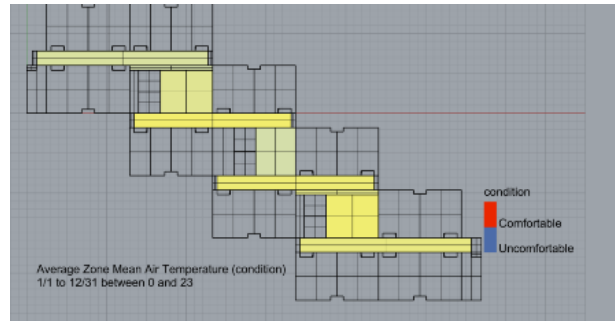 condition
Comfortable
Uncomfortable
Average Zone Mean Air Temperature (condition)
1/1 to 12/31 between 0 and 23